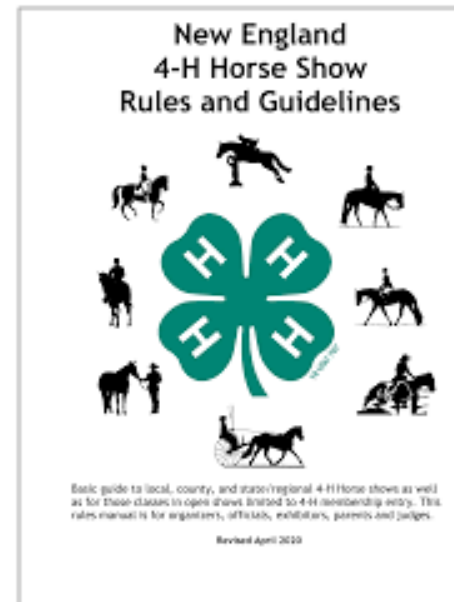 New England
4-H Horse Show
Rules and Guidelines
H H
H H
Basic guide to local, county, and state/regional 4-H Horse shows as well
as for those classes in open shows limited to 4-H membership entry. This
rules manual is for organizers, officials, exhibitors, parents and judges.
Revised April 2020